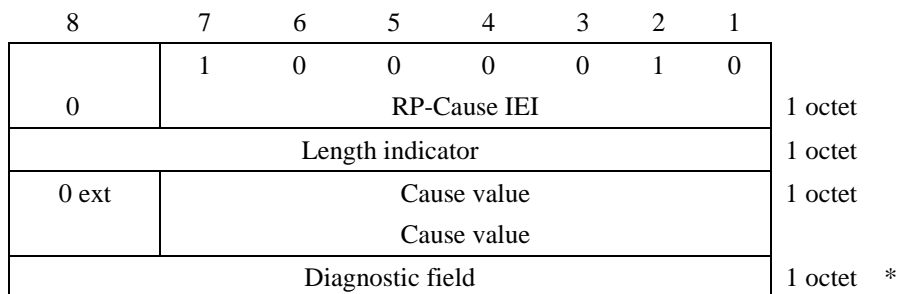 8 7 6 5 4 3 2 1
1 0 0 0 0 1 0
0 RP-Cause IEI 1 octet
Length indicator 1 octet
0 ext Cause value 1 octet
Cause value
Diagnostic field 1 octet *